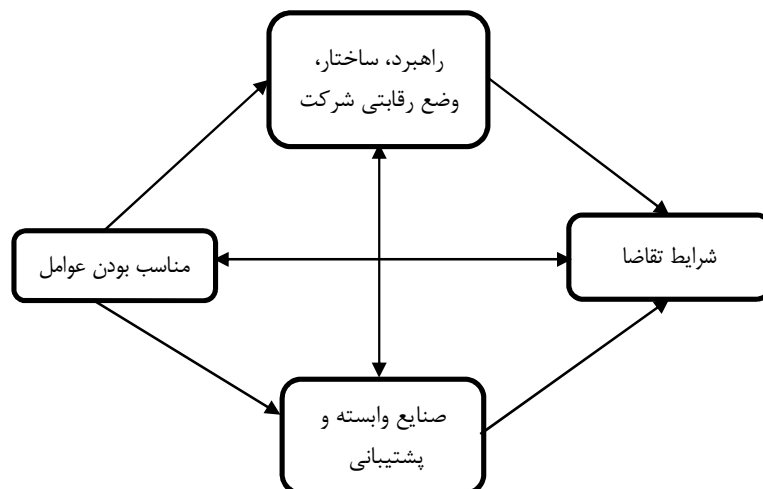 راهبرد، ساختار،
وضع رقابتی شرکت
شرایط تقاضا
مناسب بودن عوامل
صنایع وابسته و
پشتیبانی